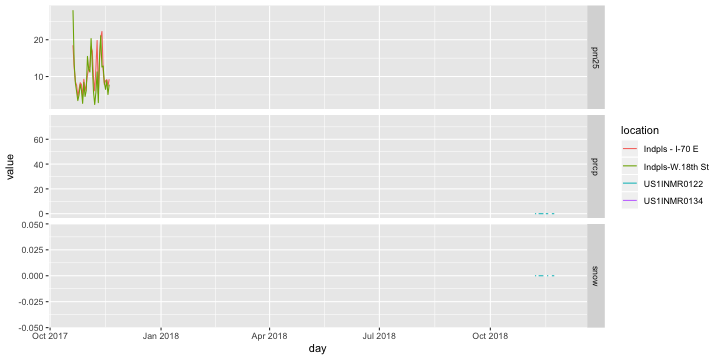 20
10
pm25
60
40
20
0
prcp
0.050
0.025
0.000
-0.025
-0.050
snow
value
Oct 2017
Jan 2018
Apr 2018
Jul 2018
Oct 2018
day
location
Indpls - I-70 E
Indpls-W.18th St
US1INMR0122
US1INMR0134